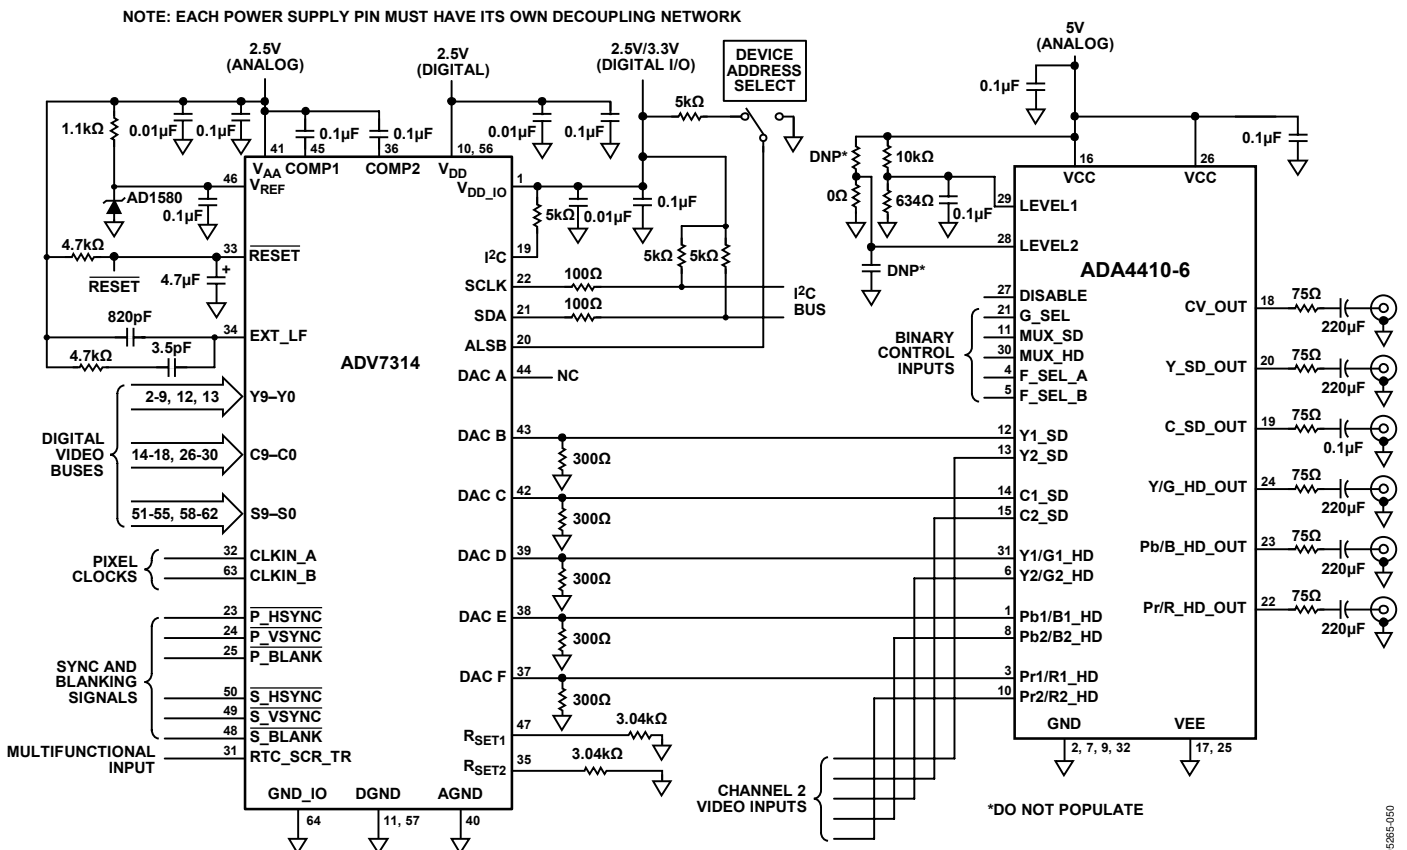 NOTE: EACH POWER SUPPLY PIN MUST HAVE ITS OWN DECOUPLING NETWORK
2.5V
(ANALOG)
2.5V
(DIGITAL)
2.5V/3.3V
(DIGITAL I/O)
DEVICE
ADDRESS
SELECT
5V
(ANALOG)
5kΩ
0.1µF
1.1kΩ
0.01µF
0.1µF
0.1µF
0.1µF
0.01µF
0.1µF
0.1µF
41
45
36
10, 56
VAA
COMP1
COMP2
VDD
46
VREF
AD1580
0.1µF
VDD_IO
1
5kΩ
0.01µF
0.1µF
4.7kΩ
33
RESET
RESET
4.7µF
+
I2C
19
5kΩ
5kΩ
SCLK
22
100Ω
SDA
21
100Ω
I2C
BUS
820pF
34
EXT_LF
3.5pF
4.7kΩ
ALSB
20
ADV7314
DAC A
44
NC
DIGITAL
VIDEO
BUSES
2-9, 12, 13
Y9–Y0
14-18, 26-30
C9–C0
51-55, 58-62
S9–S0
DAC B
43
300Ω
DAC C
42
300Ω
DAC D
39
300Ω
DAC E
38
300Ω
DAC F
37
300Ω
PIXEL
CLOCKS
32
CLKIN_A
63
CLKIN_B
SYNC AND
BLANKING
SIGNALS
23
P_HSYNC
24
P_VSYNC
25
P_BLANK
50
S_HSYNC
49
S_VSYNC
48
S_BLANK
MULTIFUNCTIONAL
INPUT
31
RTC_SCR_TR
RSET1
47
3.04kΩ
RSET2
35
3.04kΩ
GND_IO
DGND
AGND
64
11, 57
40
DNP*
10kΩ
0Ω
634Ω
0.1µF
DNP*
16
26
VCC
VCC
29
LEVEL1
28
LEVEL2
ADA4410-6
27
DISABLE
BINARY
CONTROL
INPUTS
21
G_SEL
11
MUX_SD
30
MUX_HD
4
F_SEL_A
5
F_SEL_B
12
Y1_SD
13
Y2_SD
14
C1_SD
15
C2_SD
31
Y1/G1_HD
6
Y2/G2_HD
1
Pb1/B1_HD
8
Pb2/B2_HD
3
Pr1/R1_HD
10
Pr2/R2_HD
CV_OUT
18
75Ω
220µF
Y_SD_OUT
20
75Ω
220µF
C_SD_OUT
19
75Ω
0.1µF
Y/G_HD_OUT
24
75Ω
220µF
Pb/B_HD_OUT
23
75Ω
220µF
Pr/R_HD_OUT
22
75Ω
220µF
GND
VEE
2, 7, 9, 32
17, 25
CHANNEL 2
VIDEO INPUTS
*DO NOT POPULATE
5265-050